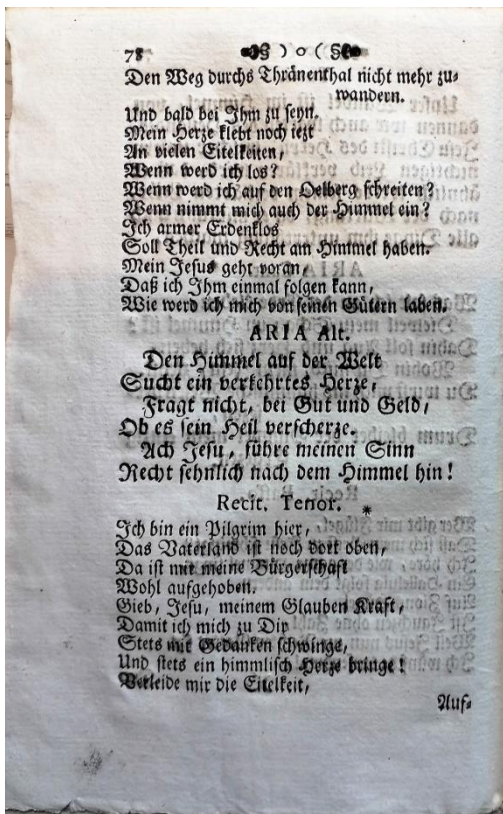 78
Den Weg durchs Thränenthal nicht mehr zu-
wandern.
Und bald bei Ihm zu seyn.
Mein Herze klebt noch iezt
An vielen Eitelkeiten,
Wenn werd ich los?
Wenn werd ich auf den Oelberg schreiten?
Wenn nimmt mich auch der Himmel ein?
Ich armer Erdenklos
Soll Theil und Recht am Himmel haben.
Mein Jesus geht voran,
Daß ich Ihm einmal folgen kann,
Wie werd ich mich von seinen Gütern laben.
ARIA Alt.
Den Himmel auf der Welt
Sucht ein verkehrtes Herze,
Fragt nicht, bei Gut und Geld,
Ob es sein Heil verscherze.
Ach Jesu, führe meinen Sinn
Recht sehnlich nach dem Himmel hin!
Recit. Tenor. *
Ich bin ein Pilgrim hier,
Das Vaterland ist noch dort oben,
Da ist mir meine Bürgerschaft
Wohl aufgehoben.
Gieb, Jesu, meinem Glauben Kraft,
Damit ich mich zu Dir
Stets mit Gedanken schwinge,
Und stets ein himmlisch Herze bringe!
Verleide mir die Eitelkeit,
Auf-